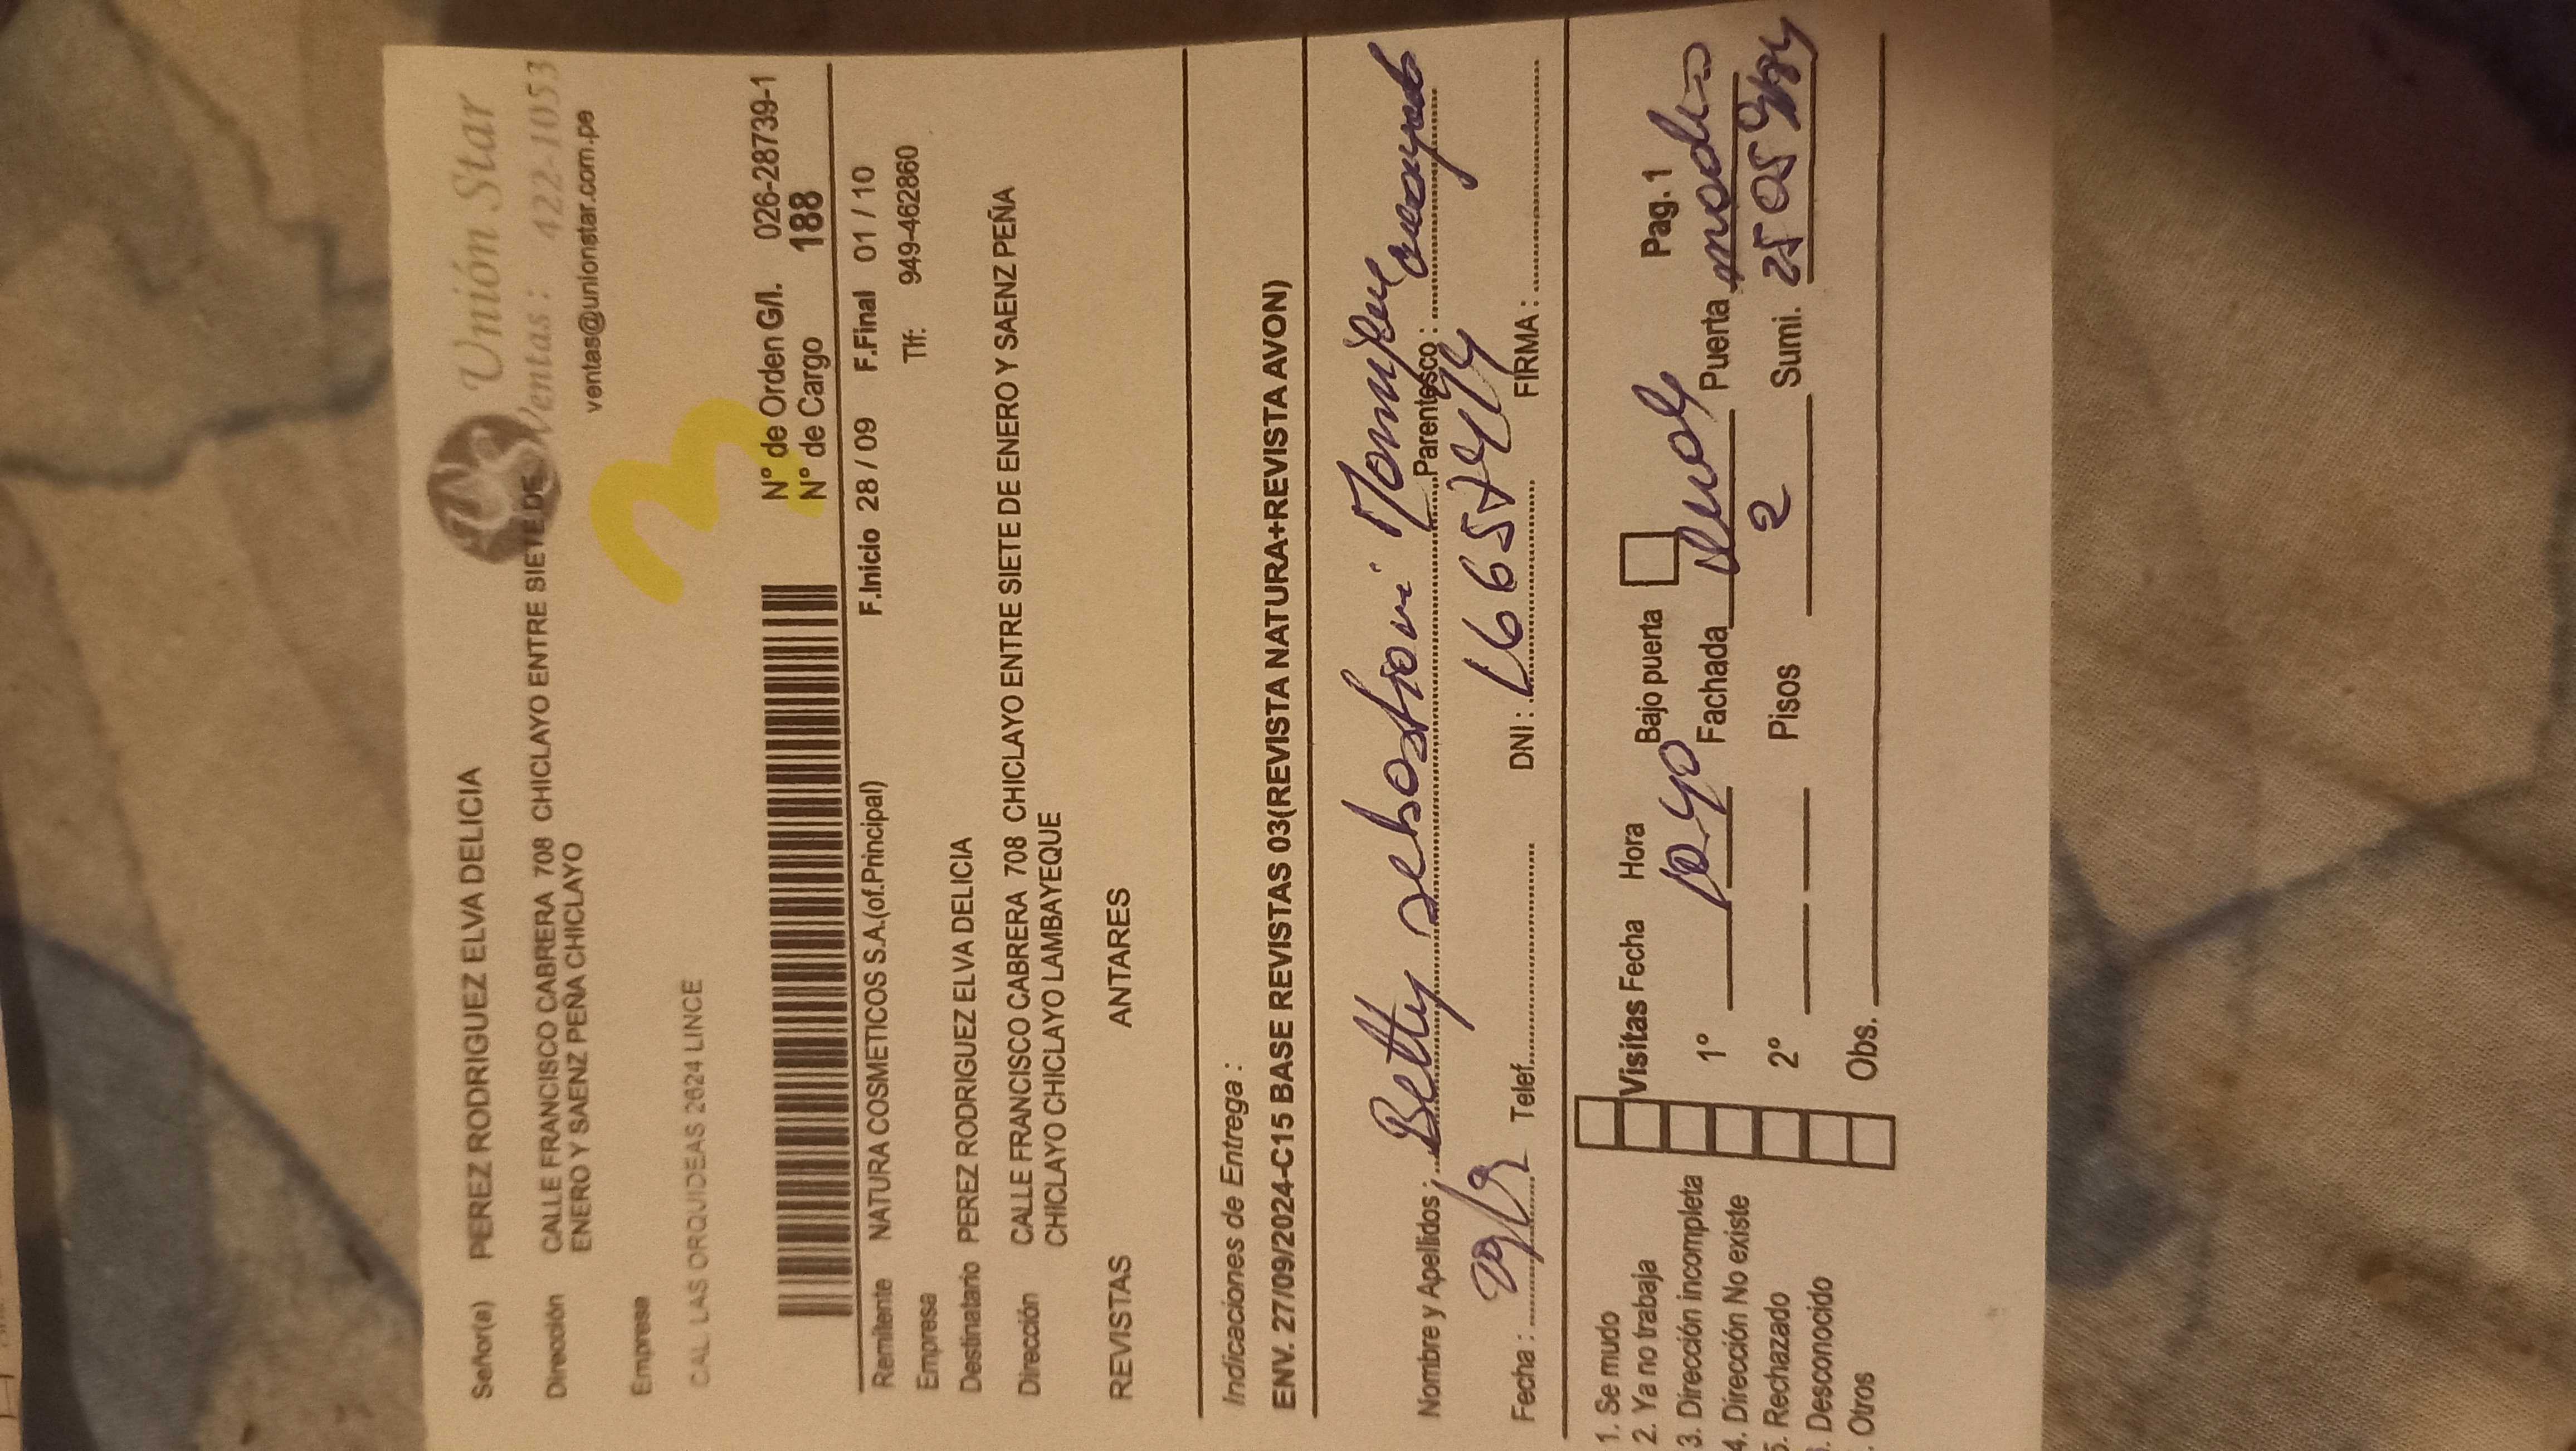 Unión Star
Ventas: 422-1053
ventas@unionstar.com.pe
Señor(a) PEREZ RODRIGUEZ ELVA DELICIA
Dirección CALLE FRANCISCO CABRERA 708 CHICLAYO ENTRE SIETE DE
ENERO Y SAENZ PEÑA CHICLAYO
Empresa
CAL. LAS ORQUIDEAS 2624 LINCE
3
N° de Orden G/I. 026-28739-1
N° de Cargo 188
Remitente NATURA COSMETICOS S.A.(of.Principal) F.Inicio 28 / 09 F.Final 01 / 10
Empresa Tlf: 949-462860
Destinatario PEREZ RODRIGUEZ ELVA DELICIA
Dirección CALLE FRANCISCO CABRERA 708 CHICLAYO ENTRE SIETE DE ENERO Y SAENZ PEÑA
CHICLAYO CHICLAYO LAMBAYEQUE
REVISTAS ANTARES
Indicaciones de Entrega :
ENV. 27/09/2024-C15 BASE REVISTAS 03(REVISTA NATURA+REVISTA AVON)
Nombre y Apellidos : Betty Parentesco :
Fecha : Telef. DNI : 16657474 FIRMA :
1. Se mudo
2. Ya no trabaja Visitas Fecha Hora Bajo puerta Pag. 1
3. Dirección incompleta
1° 10-40 Fachada Puerta
4. Dirección No existe
5. Rechazado 2° Pisos 2 Sumi.
. Desconocido
. Otros Obs.